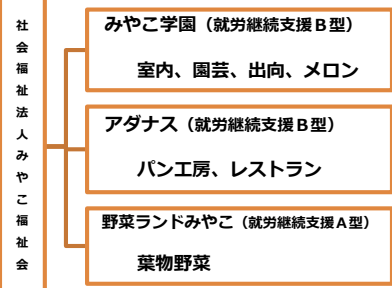 社会福祉法人みやこ福祉会
みやこ学園（就労継続支援Ｂ型）
室内、園芸、出向、メロン
アダナス（就労継続支援Ｂ型）
パン工房、レストラン
野菜ランドみやこ（就労継続支援Ａ型）
葉物野菜